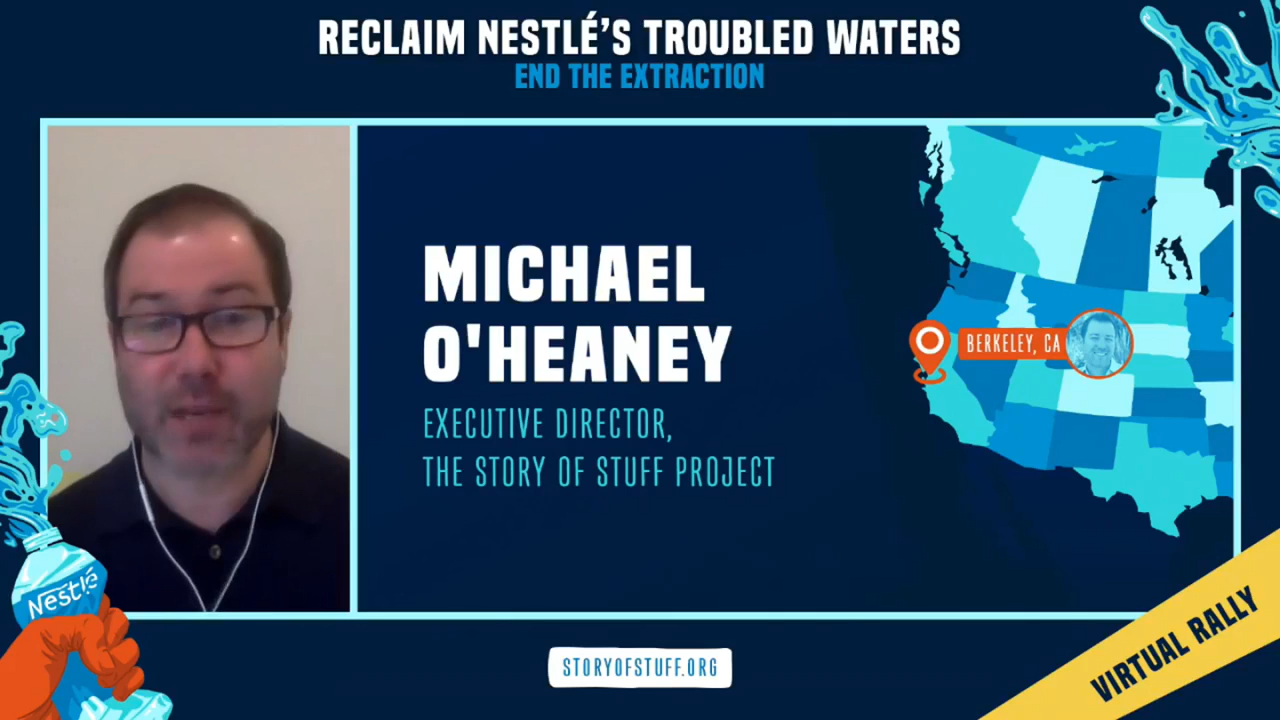 RECLAIM NESTLÉ'S TROUBLED WATERS
END THE EXTRACTION
MICHAEL
O'HEANEY
EXECUTIVE DIRECTOR,
THE STORY OF STUFF PROJECT
BERKELEY, CA
Nestlé
STORYOFSTUFF.ORG
VIRTUAL RALLY